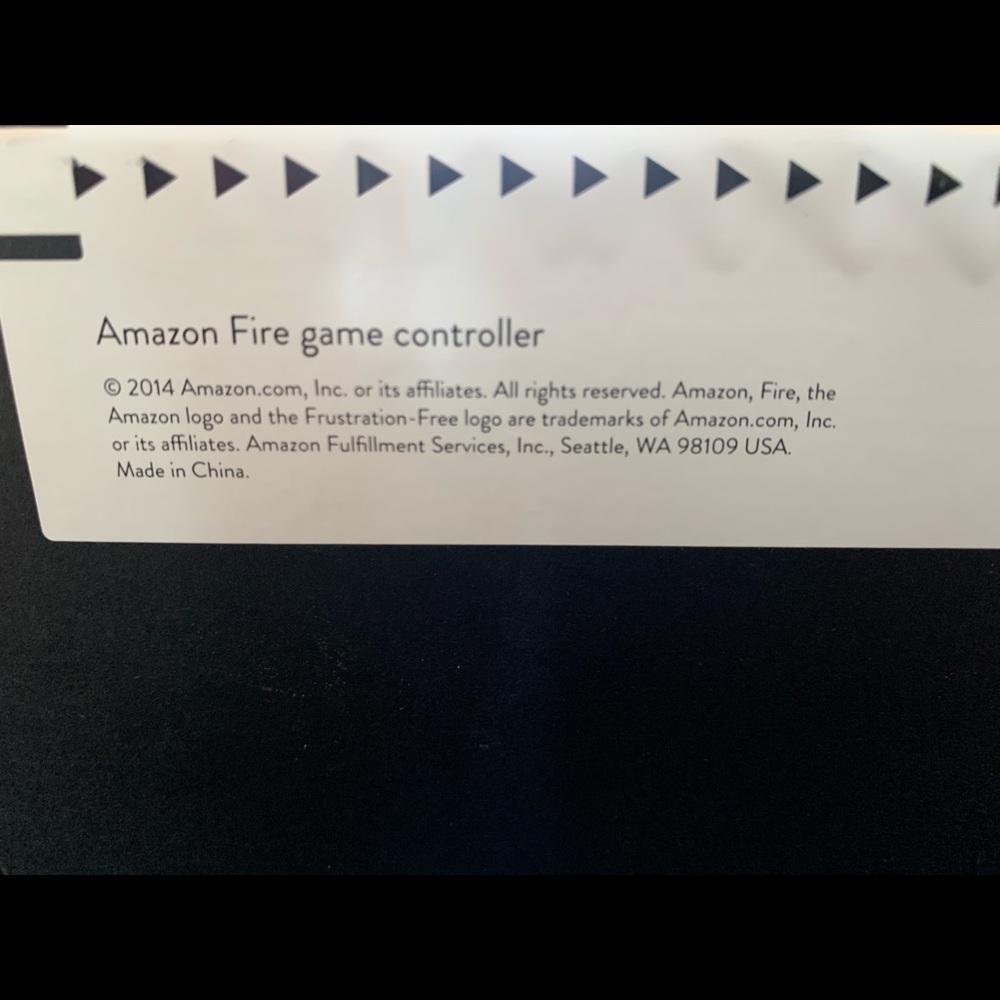 Amazon Fire game controller
© 2014 Amazon.com, Inc. or its affiliates. All rights reserved. Amazon, Fire, the
Amazon logo and the Frustration-Free logo are trademarks of Amazon.com, Inc.
or its affiliates. Amazon Fulfillment Services, Inc., Seattle, WA 98109 USA.
Made in China.